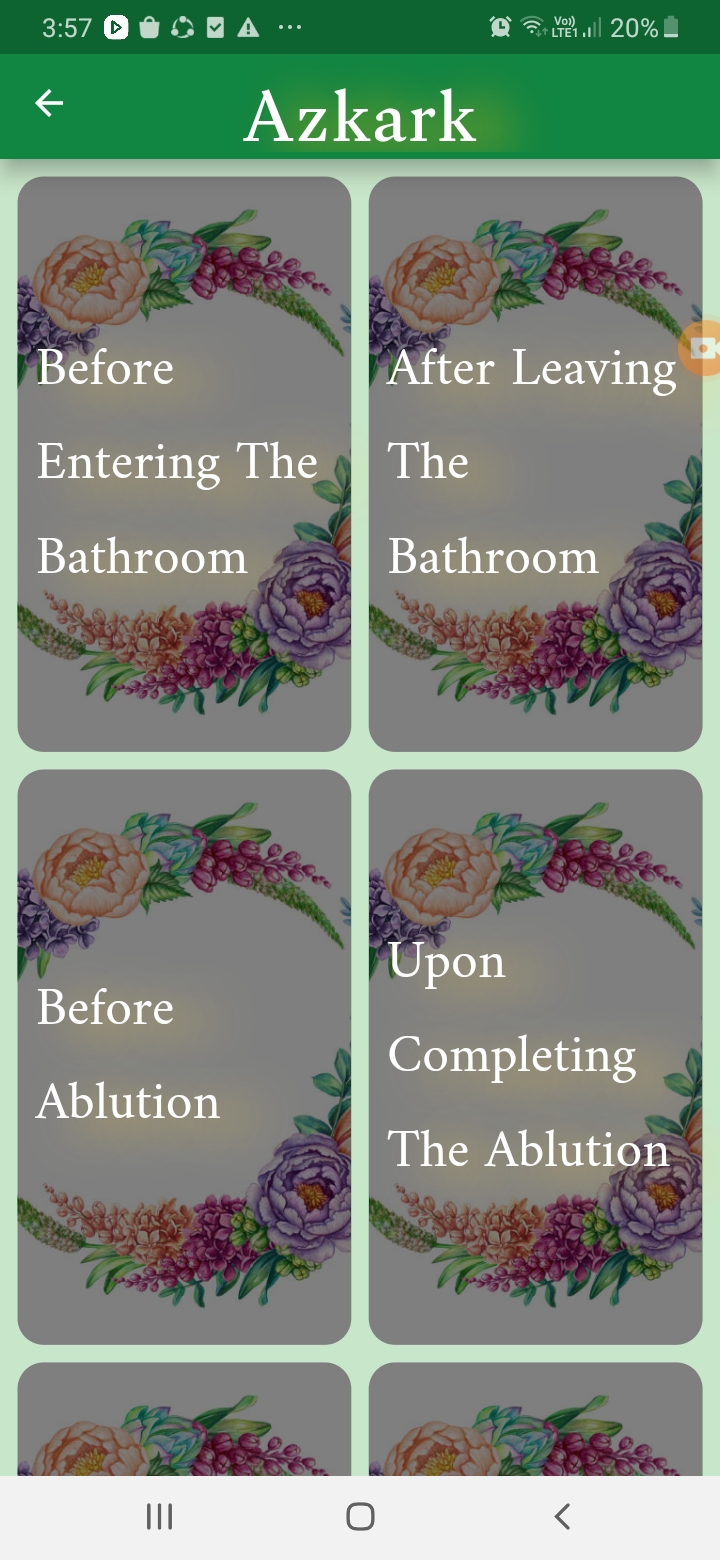 3:57
Vo))
LTE1
20%
Azkark
Before
Entering The
Bathroom
After Leaving
The
Bathroom
Before
Ablution
Upon
Completing
The Ablution